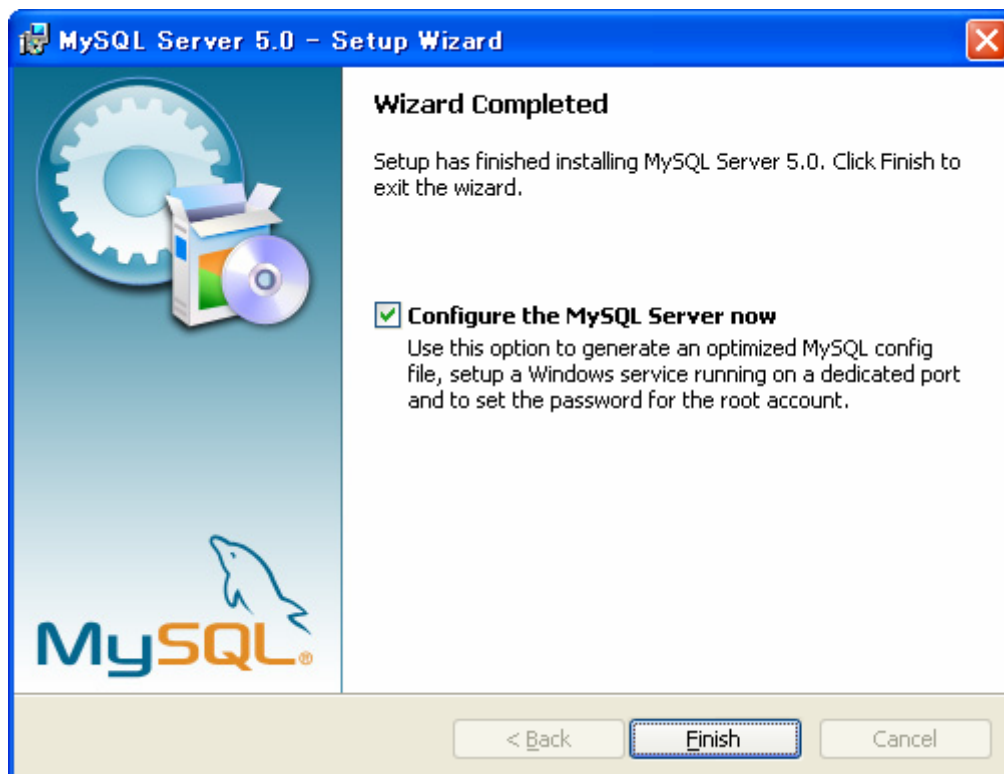 MySQL Server 5.0 - Setup Wizard
Wizard Completed
Setup has finished installing MySQL Server 5.0. Click Finish to
exit the wizard.
Configure the MySQL Server now
Use this option to generate an optimized MySQL config
file, setup a Windows service running on a dedicated port
and to set the password for the root account.
MySQL®
< Back
Finish
Cancel